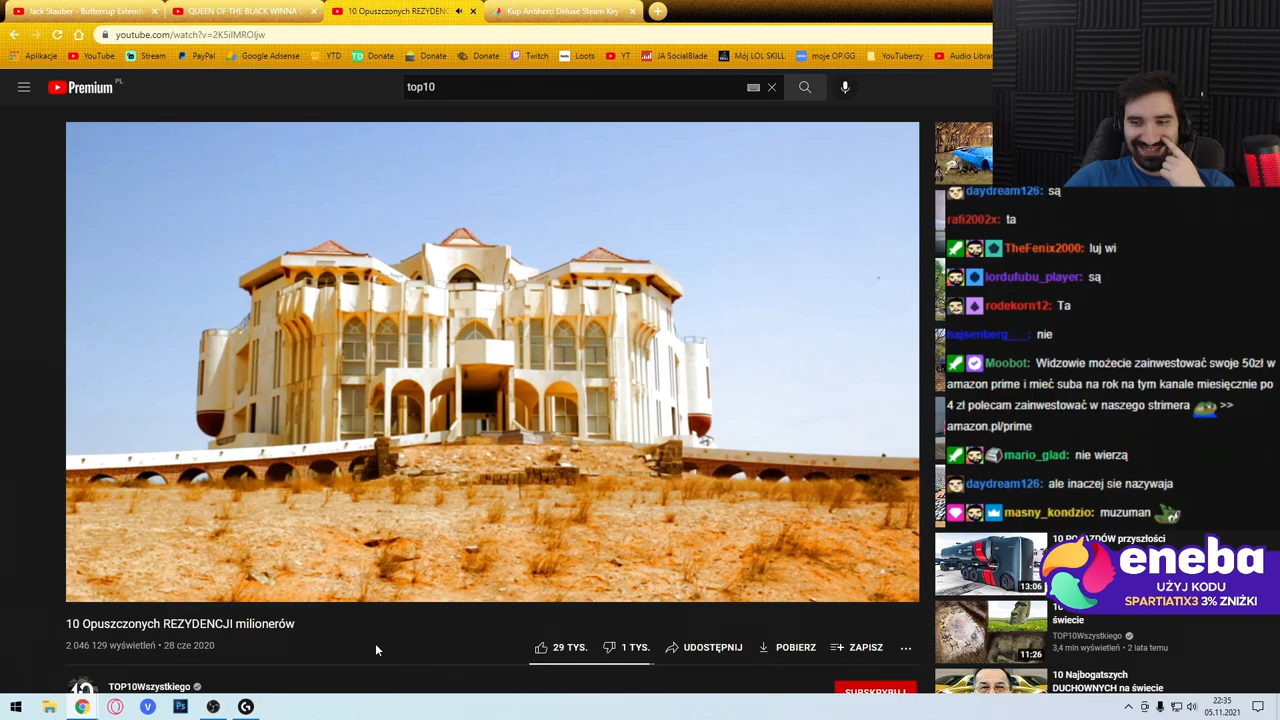 Jack Stauber - Buttercup Extende
QUEEN OF THE BLACK WINNA
10 Opuszczonych REZYDENC
Kup Antihero Deluxe Steam Key
youtube.com/watch?v=2K5iIMROIjw
Aplikacje YouTube Stream PayPal Google Adsense YTD Donate Donate Donate Twitch Loots YT JA SocialBlade Mój LOL SKILL moje OP.GG YouTuberzy Audio Librar
Premium PL
top10
daydream126: są
rafi2002x: ta
TheFenix2000: luj wi
lordufubu_player: są
rodekorn12: Ta
hajsenberg___: nie
Moobot: Widzowie możecie zainwestować swoje 50zł w
amazon prime i mieć suba na rok na tym kanale miesięcznie po
4 zł polecam zainwestować w naszego strimera >>
amazon.pl/prime
mario_glad: nie wierzą
daydream126: ale inaczej sie nazywaja
masny_kondzio: muzuman
10 Opuszczonych REZYDENCJI milionerów
2 046 129 wyświetleń • 28 cze 2020
29 TYS. 1 TYS. UDOSTĘPNIJ POBIERZ ZAPISZ
TOP10Wszystkiego
SUBSKRYBUJ
10 POJAZDÓW przyszłości
13:06
eneba
UŻYJ KODU
SPARTIATIX3 3% ZNIŻKI
świecie
TOP10Wszystkiego
3,4 mln wyświetleń • 2 lata temu
11:26
10 Najbogatszych
DUCHOWNYCH na świecie
22:35
05.11.2021